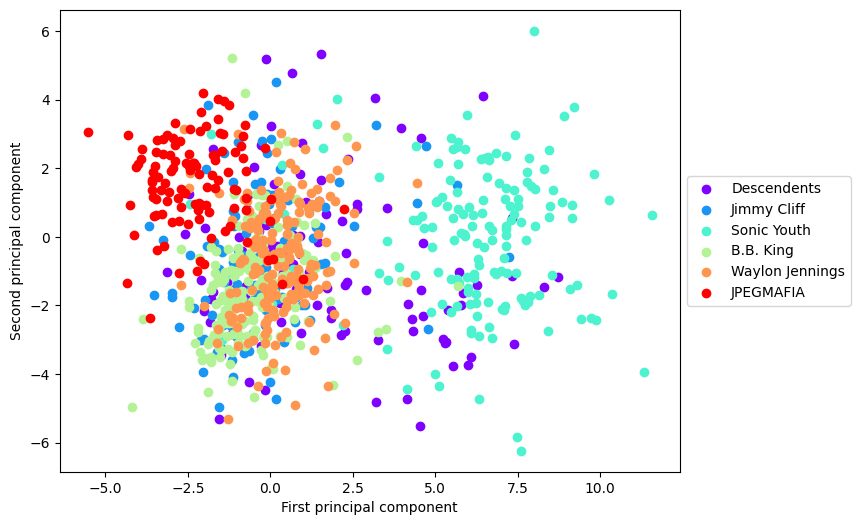 6
4
2
0
−2
−4
−6
Second principal component
−5.0 −2.5 0.0 2.5 5.0 7.5 10.0
First principal component
Descendents
Jimmy Cliff
Sonic Youth
B.B. King
Waylon Jennings
JPEGMAFIA